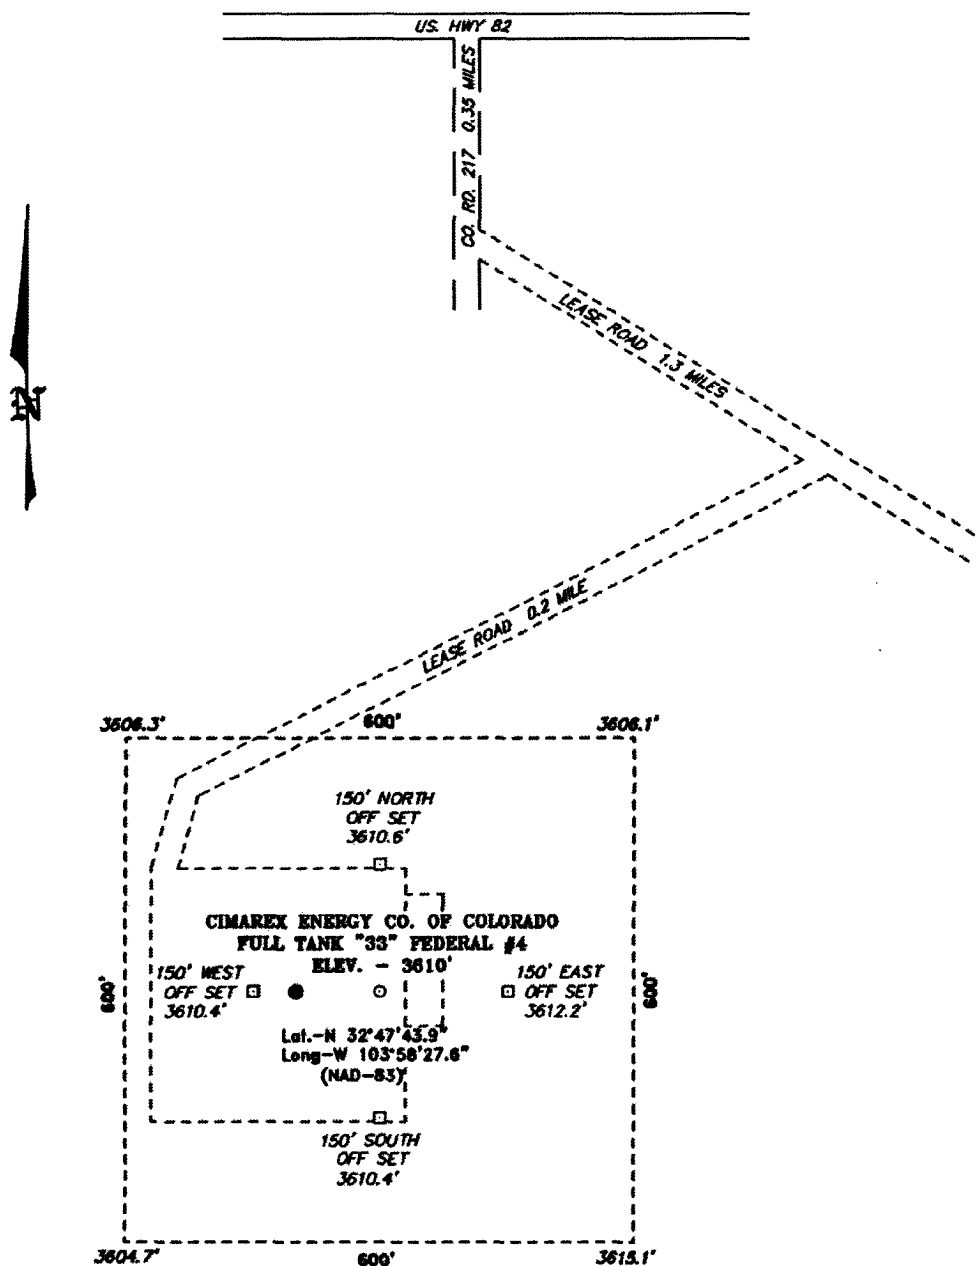 US. HWY 82
CO. RD. 217 0.35 MILES
LEASE ROAD 1.3 MILES
N
LEASE ROAD 0.2 MILE
3606.3'
600'
3606.1'
150' NORTH
OFF SET
3610.6'
CIMAREX ENERGY CO. OF COLORADO
FULL TANK "33" FEDERAL #4
ELEV. - 3610'
150' WEST
OFF SET
3610.4'
150' EAST
OFF SET
3612.2'
600'
600'
Lat.-N 32°47'43.9"
Long-W 103°58'27.6"
(NAD-83)
150' SOUTH
OFF SET
3610.4'
3604.7'
600'
3615.1'